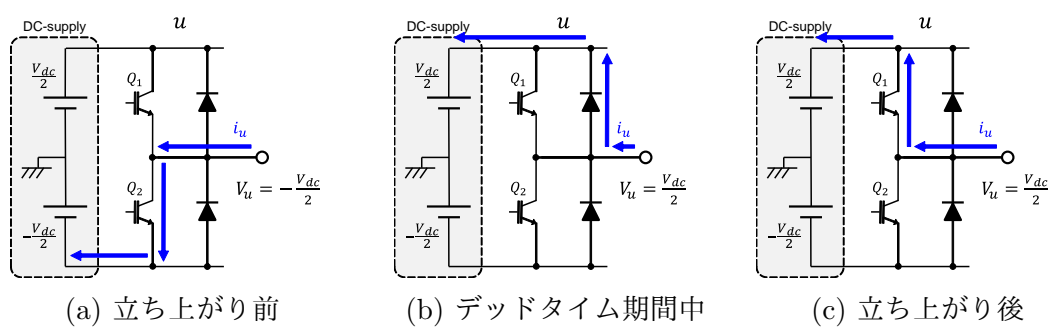 DC-supply
u
V_dc/2
Q_1
i_u
Q_2
V_u = − V_dc/2
−V_dc/2
(a) 立ち上がり前
DC-supply
u
V_dc/2
Q_1
i_u
Q_2
V_u = V_dc/2
−V_dc/2
(b) デッドタイム期間中
DC-supply
u
V_dc/2
Q_1
i_u
Q_2
V_u = V_dc/2
−V_dc/2
(c) 立ち上がり後